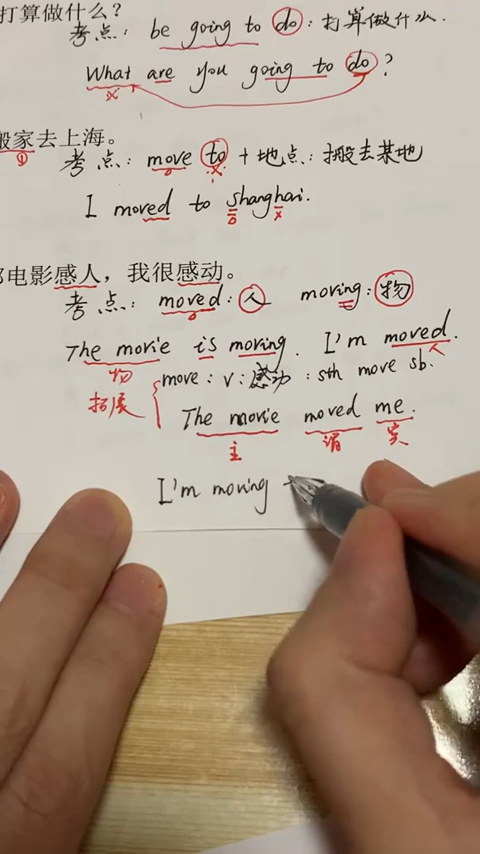 打算做什么?
考点: be going to do: 打算做什么.
What are you going to do?
搬家去上海。
①
考点: move to + 地点: 搬去某地
I moved to shanghai.
电影感人,我很感动。
考点: moved: 人 moving: 物
The movie is moving. I'm moved.
物 人
拓展 move: v: 感动: sth move sb.
The movie moved me.
主 谓 宾
I'm moving